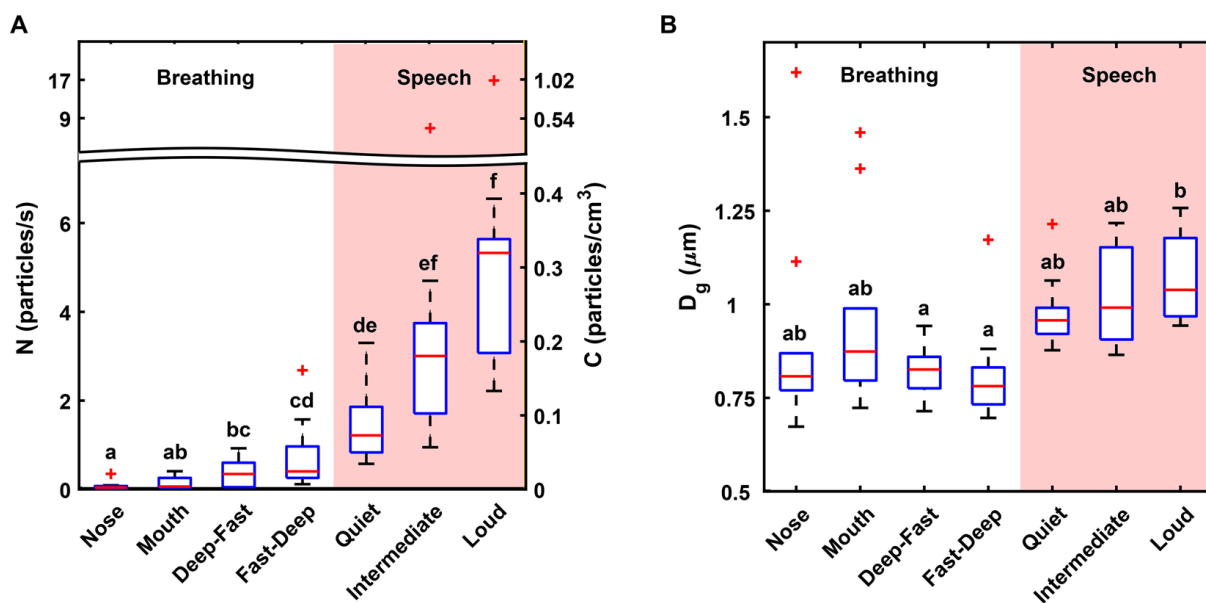 A
Breathing
Speech
17
9
6
4
2
0
N (particles/s)
1.02
0.54
0.4
0.3
0.2
0.1
0
C (particles/cm³)
a
ab
bc
cd
de
ef
f
Nose
Mouth
Deep-Fast
Fast-Deep
Quiet
Intermediate
Loud
B
Breathing
Speech
1.5
1.25
1
0.75
0.5
D_g (μm)
ab
ab
a
a
ab
ab
b
Nose
Mouth
Deep-Fast
Fast-Deep
Quiet
Intermediate
Loud